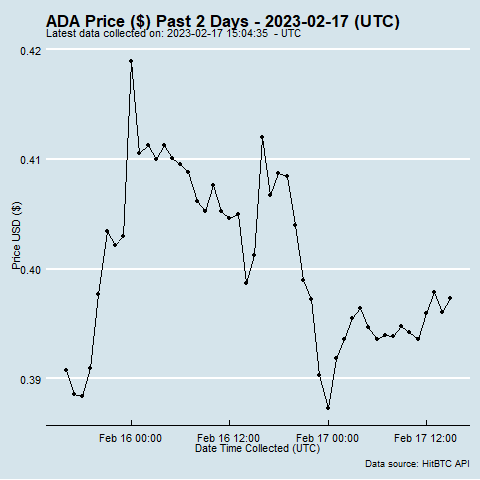 ADA Price ($) Past 2 Days - 2023-02-17 (UTC)
Latest data collected on: 2023-02-17 15:04:35  - UTC
0.42
0.41
0.40
0.39
Price USD ($)
Feb 16 00:00 Feb 16 12:00 Feb 17 00:00 Feb 17 12:00
Date Time Collected (UTC)
Data source: HitBTC API